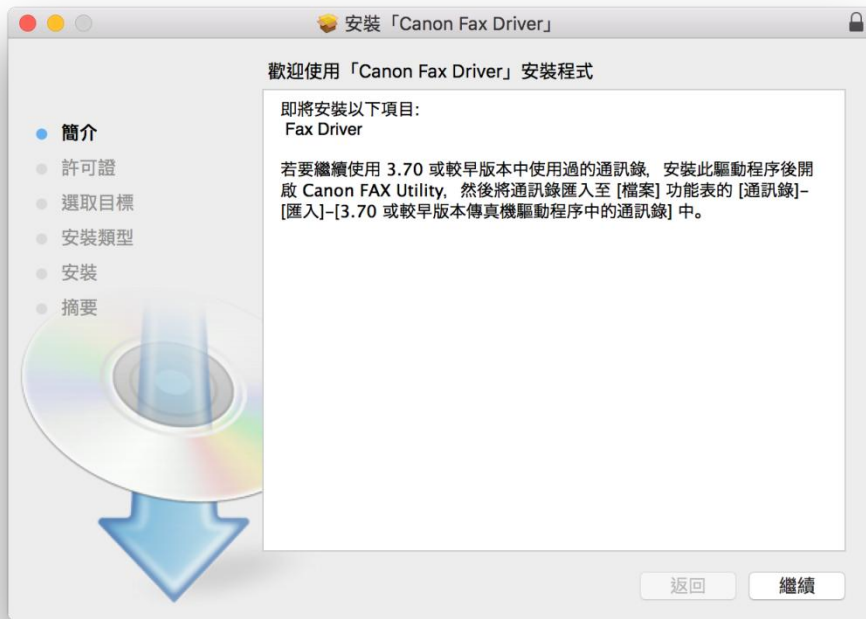 安裝「Canon Fax Driver」
歡迎使用「Canon Fax Driver」安裝程式
簡介
許可證
選取目標
安裝類型
安裝
摘要
即將安裝以下項目:
Fax Driver
若要繼續使用 3.70 或較早版本中使用過的通訊錄，安裝此驅動程序後開
啟 Canon FAX Utility，然後將通訊錄匯入至 [檔案] 功能表的 [通訊錄]–
[匯入]–[3.70 或較早版本傳真機驅動程序中的通訊錄] 中。
返回
繼續